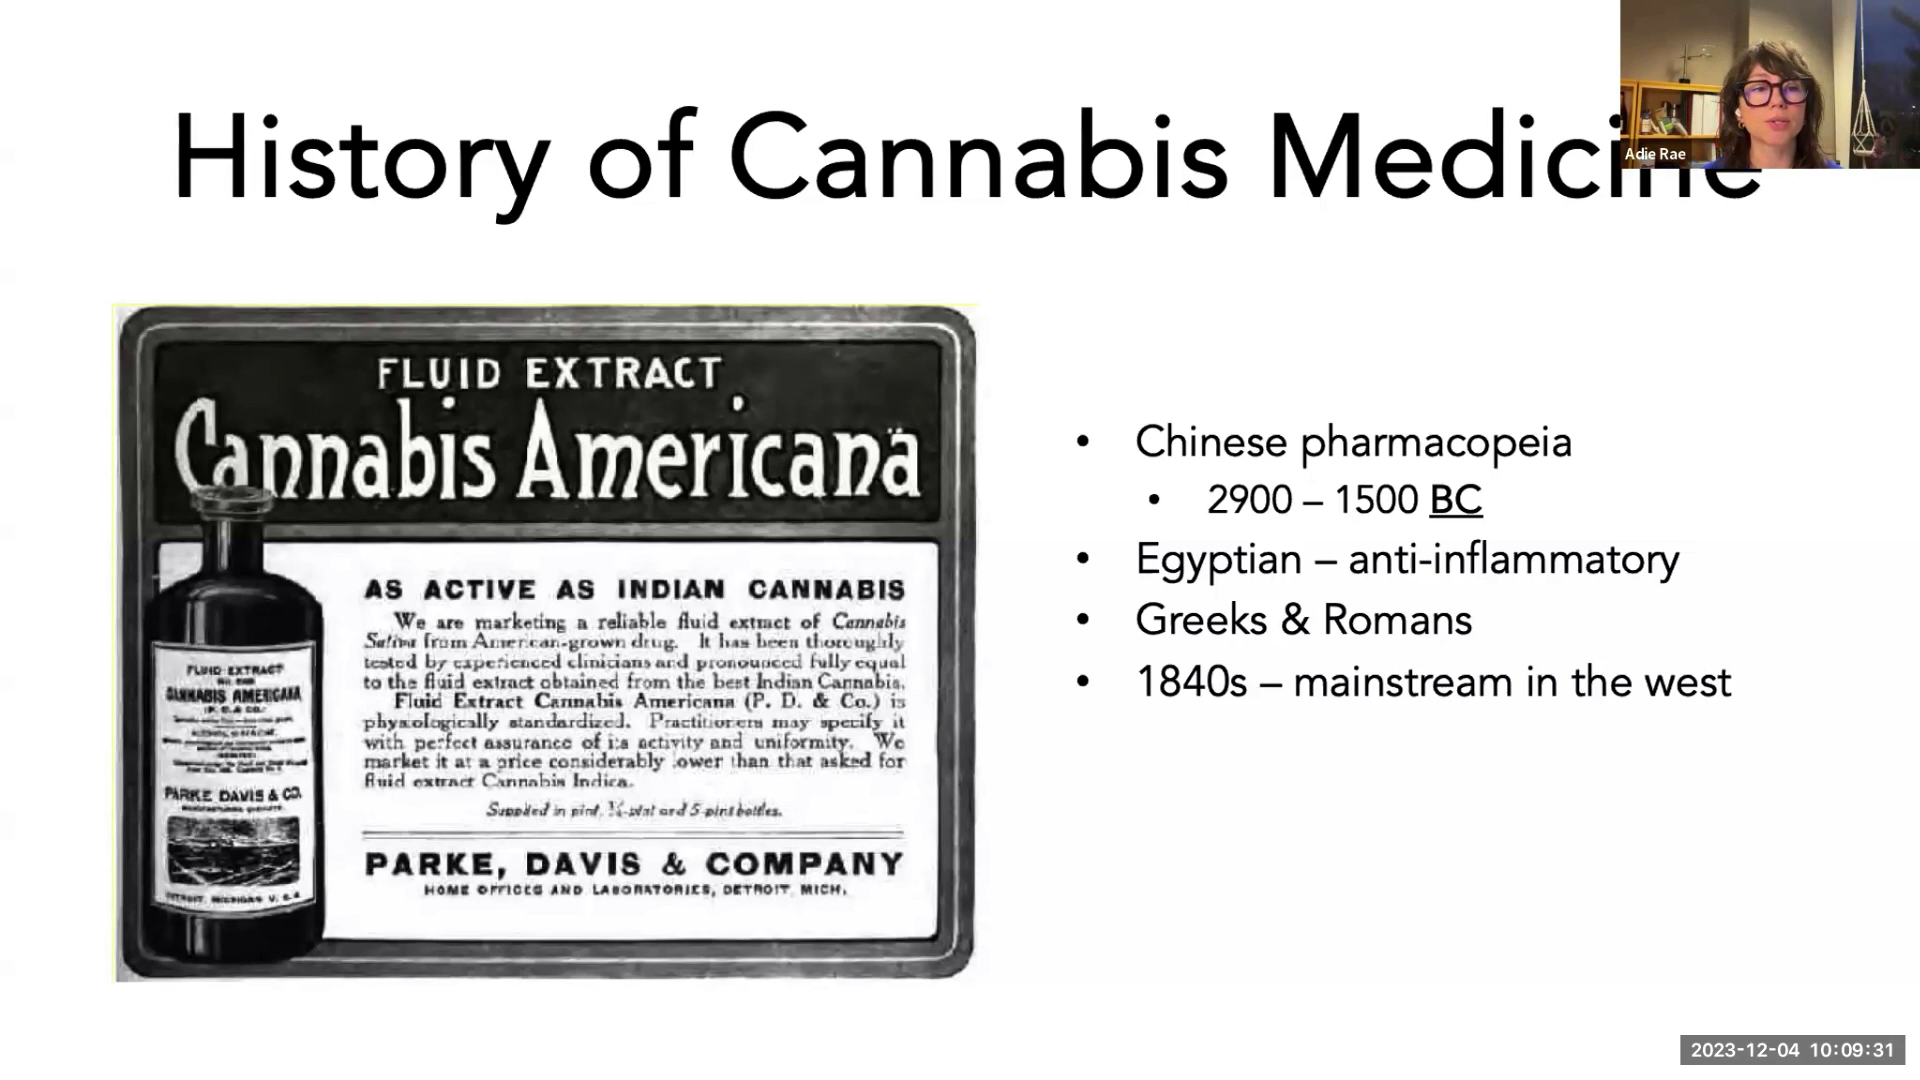 History of Cannabis Medicine
Adie Rae
FLUID EXTRACT
Cannabis Americana
AS ACTIVE AS INDIAN CANNABIS
We are marketing a reliable fluid extract of Cannabis
Sativa from American-grown drug. It has been thoroughly
tested by experienced clinicians and pronounced fully equal
to the fluid extract obtained from the best Indian Cannabis.
Fluid Extract Cannabis Americana (P. D. & Co.) is
physiologically standardized. Practitioners may specify it
with perfect assurance of its activity and uniformity. We
market it at a price considerably lower than that asked for
fluid extract Cannabis Indica.
Supplied in pint, and 5-pint bottles.
PARKE, DAVIS & COMPANY
HOME OFFICES AND LABORATORIES, DETROIT, MICH.
FLUID EXTRACT
CANNABIS AMERICANA
(P. D. & CO.)
PARKE DAVIS & CO.
DETROIT, MICHIGAN U. S. A.
• Chinese pharmacopeia
• 2900 – 1500 BC
• Egyptian – anti-inflammatory
• Greeks & Romans
• 1840s – mainstream in the west
2023-12-04 10:09:31